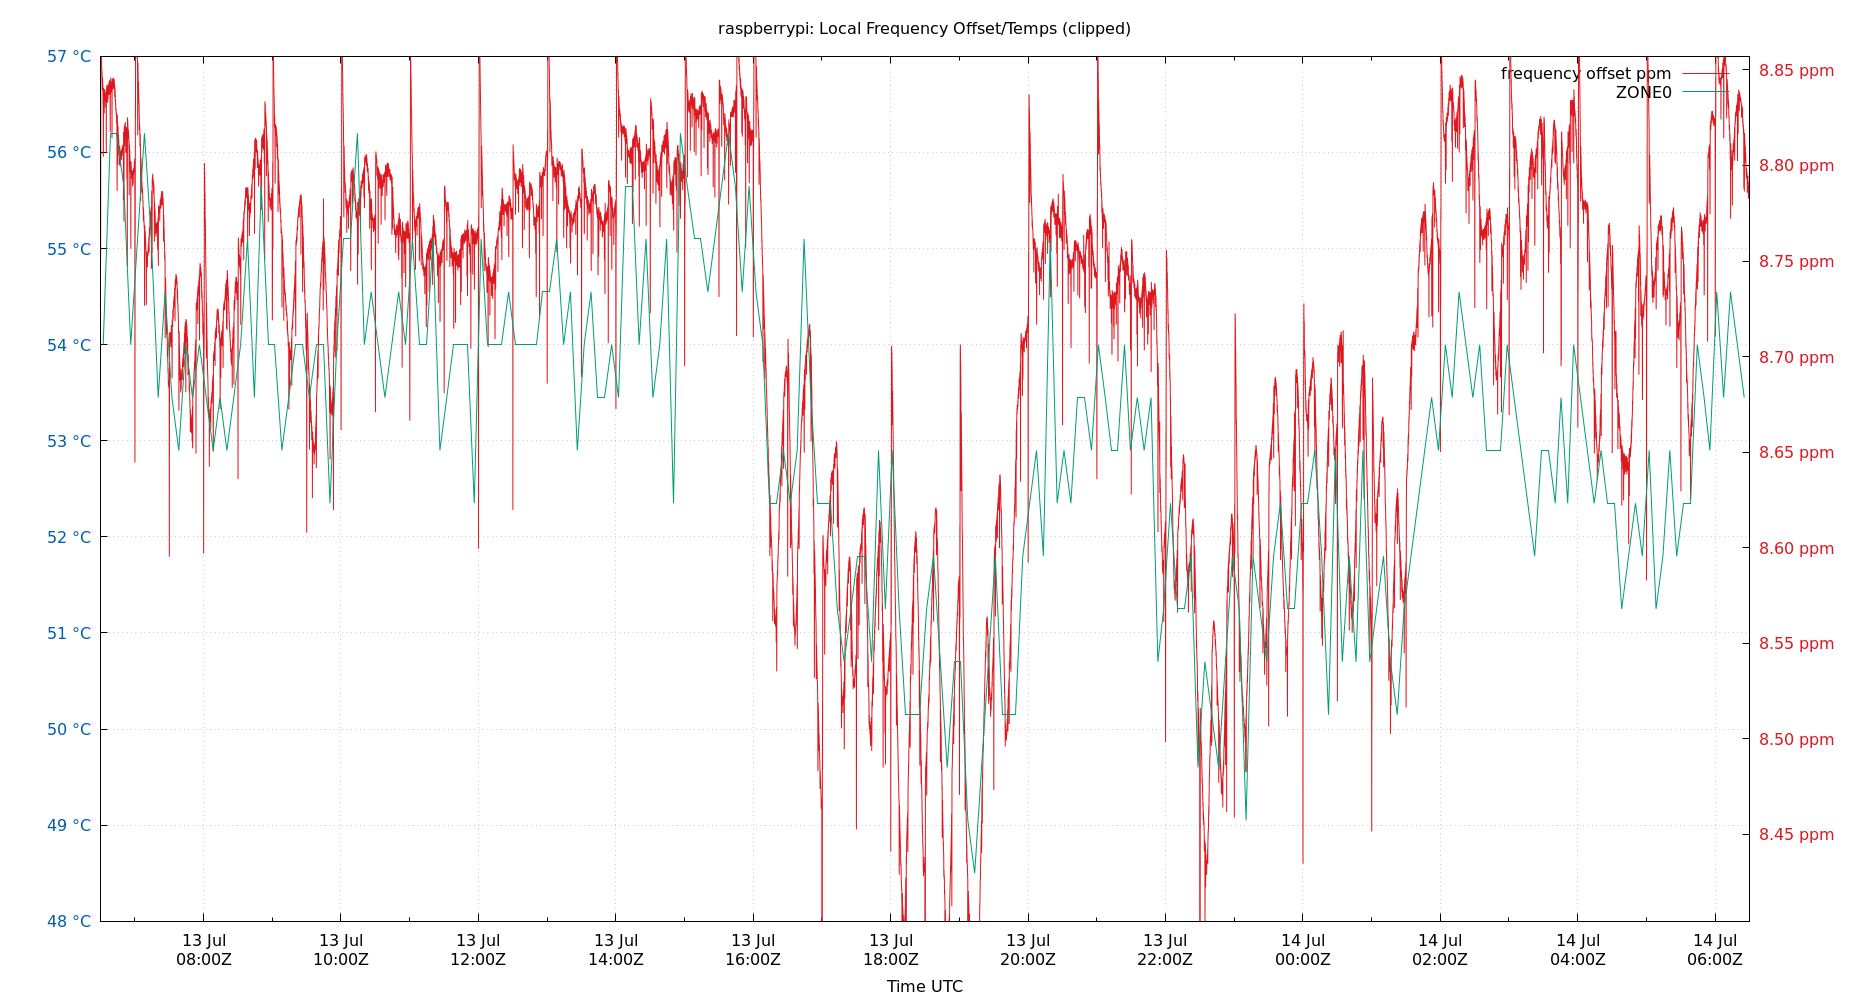 raspberrypi: Local Frequency Offset/Temps (clipped)
57 °C
56 °C
55 °C
54 °C
53 °C
52 °C
51 °C
50 °C
49 °C
48 °C
frequency offset ppm
ZONE0
8.85 ppm
8.80 ppm
8.75 ppm
8.70 ppm
8.65 ppm
8.60 ppm
8.55 ppm
8.50 ppm
8.45 ppm
13 Jul 13 Jul 13 Jul 13 Jul 13 Jul 13 Jul 13 Jul 13 Jul 14 Jul 14 Jul 14 Jul 14 Jul
08:00Z 10:00Z 12:00Z 14:00Z 16:00Z 18:00Z 20:00Z 22:00Z 00:00Z 02:00Z 04:00Z 06:00Z
Time UTC